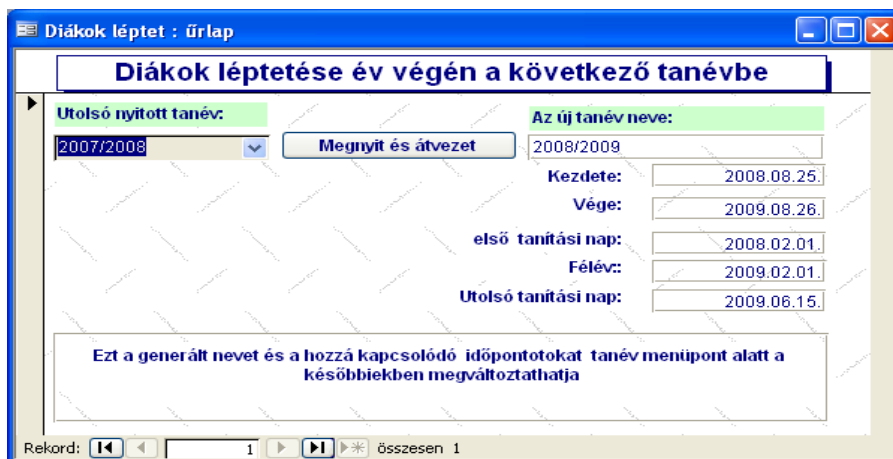 Diákok léptet : űrlap
Diákok léptetése év végén a következő tanévbe
Utolsó nyitott tanév:
Az új tanév neve:
2007/2008
Megnyit és átvezet
2008/2009
Kezdete:
2008.08.25.
Vége:
2009.08.26.
első tanítási nap:
2008.02.01.
Félév::
2009.02.01.
Utolsó tanítási nap:
2009.06.15.
Ezt a generált nevet és a hozzá kapcsolódó időpontotokat tanév menüpont alatt a
későbbiekben megváltoztathatja
Rekord: 1 összesen 1